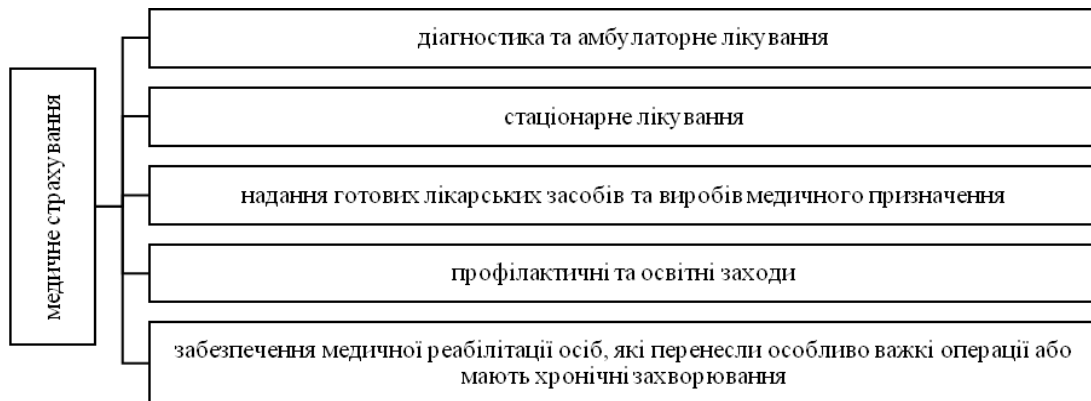 медичне страхування
діагностика та амбулаторне лікування
стаціонарне лікування
надання готових лікарських засобів та виробів медичного призначення
профілактичні та освітні заходи
забезпечення медичної реабілітації осіб, які перенесли особливо важкі операції або
мають хронічні захворювання